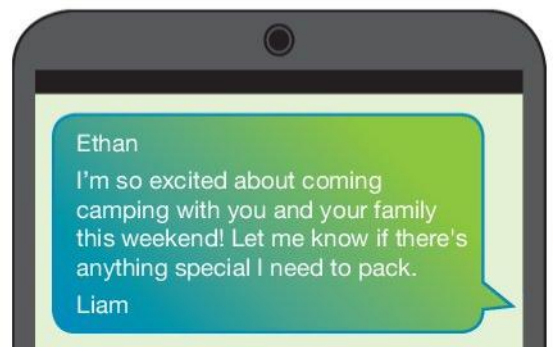 Ethan
I'm so excited about coming
camping with you and your family
this weekend! Let me know if there's
anything special I need to pack.
Liam